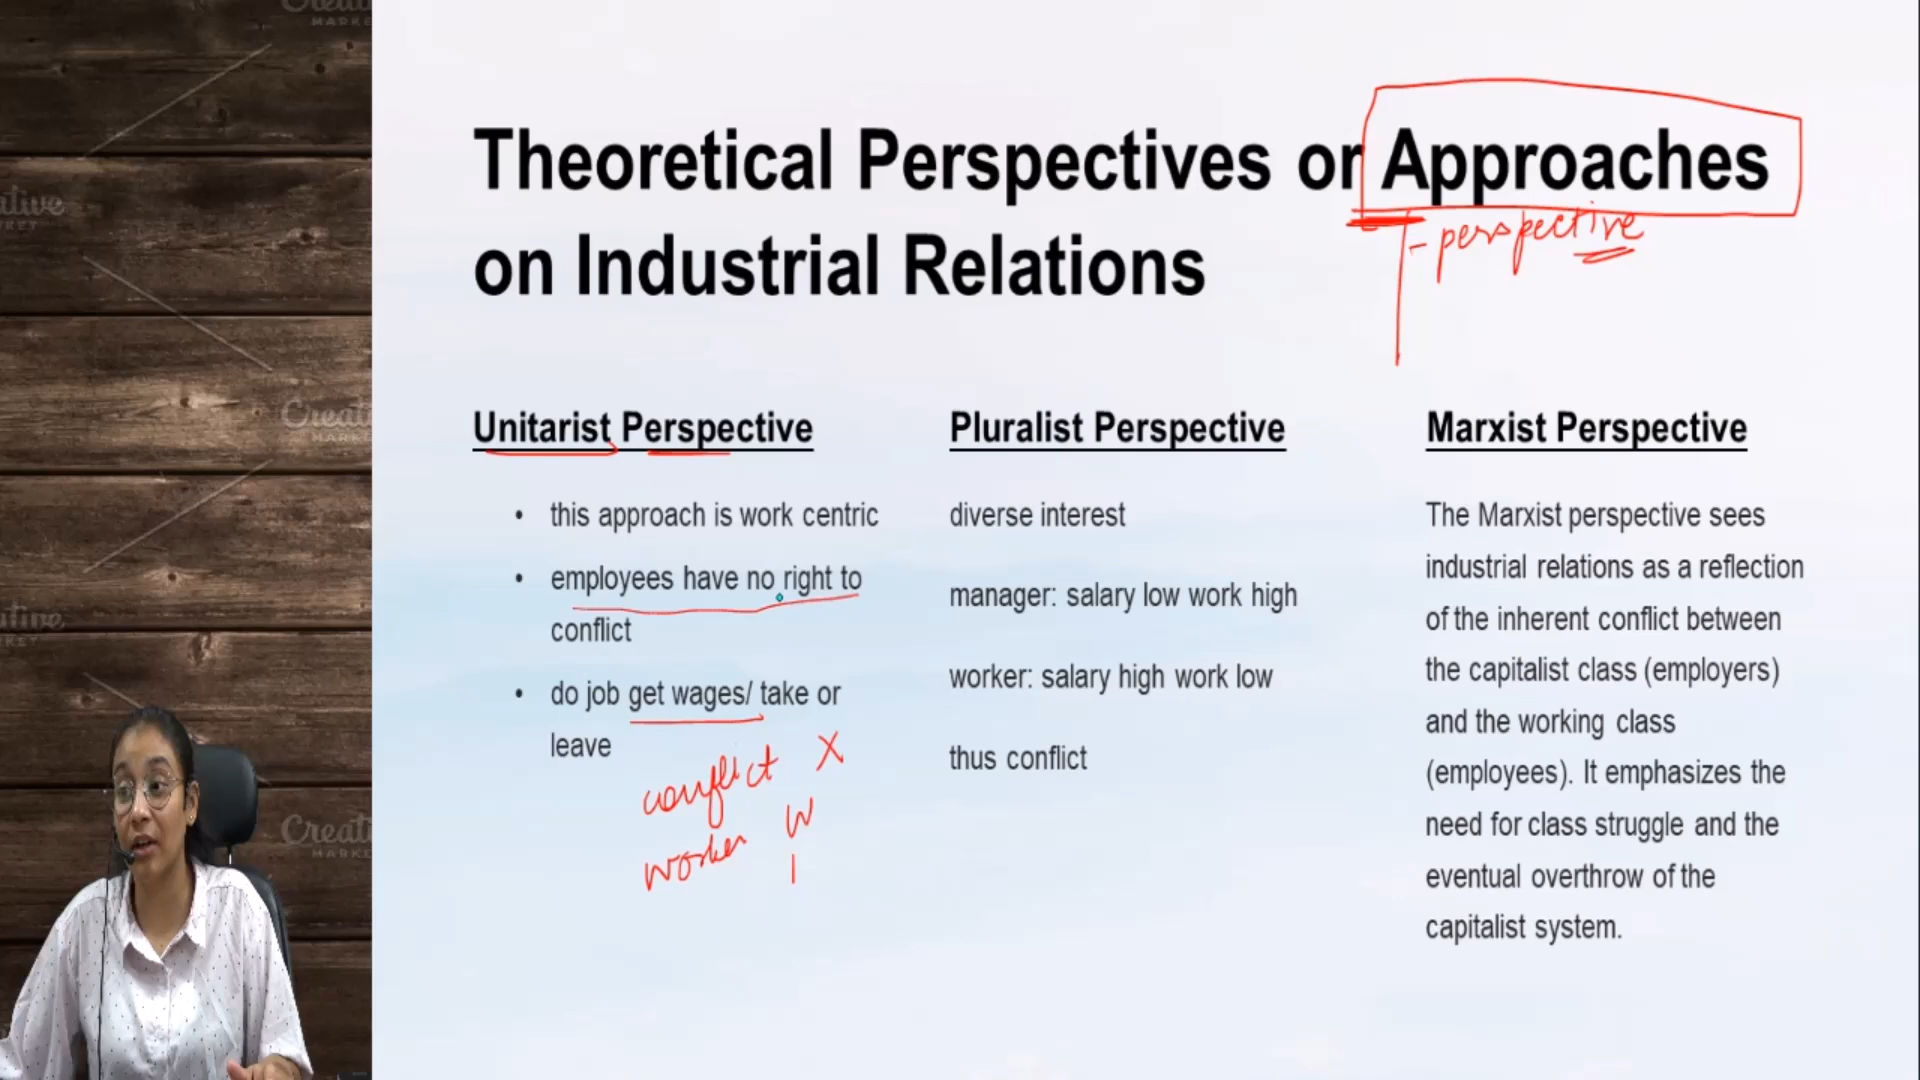 Theoretical Perspectives or Approaches
on Industrial Relations
T-perspective
Unitarist Perspective
• this approach is work centric
• employees have no right to
conflict
• do job get wages/ take or
leave
conflict X
worker W
Pluralist Perspective
diverse interest
manager: salary low work high
worker: salary high work low
thus conflict
Marxist Perspective
The Marxist perspective sees
industrial relations as a reflection
of the inherent conflict between
the capitalist class (employers)
and the working class
(employees). It emphasizes the
need for class struggle and the
eventual overthrow of the
capitalist system.